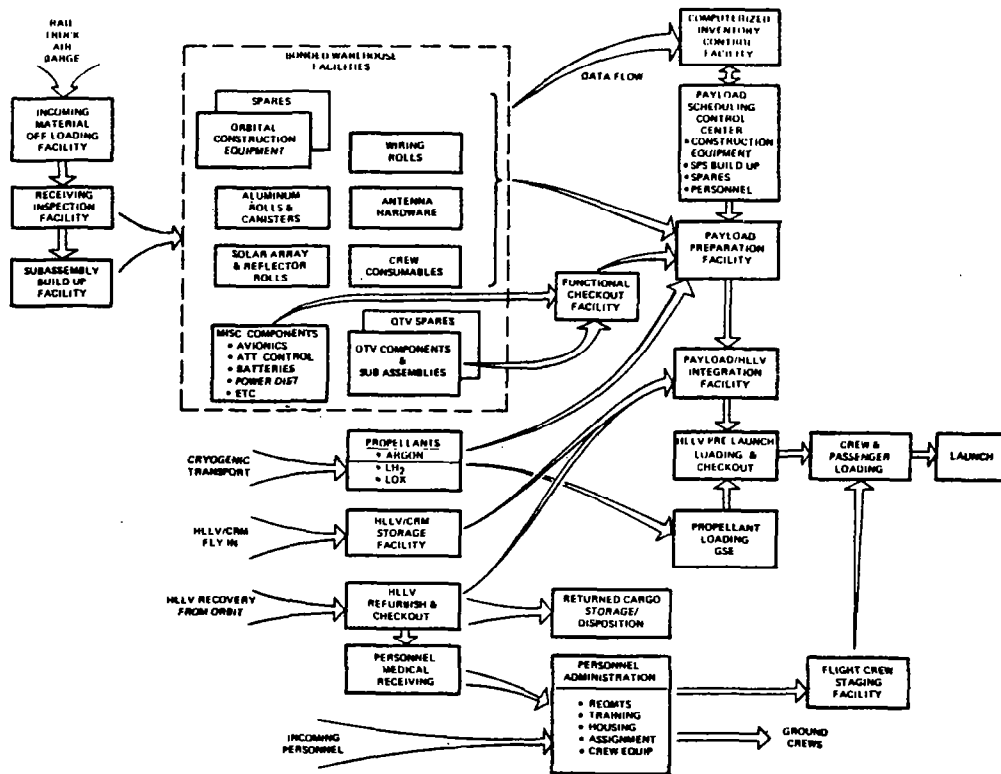 RAIL
TRUCK
AIR
BARGE
INCOMING
MATERIAL
OFF LOADING
FACILITY
RECEIVING
INSPECTION
FACILITY
SUBASSEMBLY
BUILD UP
FACILITY
BONDED WAREHOUSE
FACILITIES
SPARES
ORBITAL
CONSTRUCTION
EQUIPMENT
WIRING
ROLLS
ALUMINUM
ROLLS &
CANISTERS
ANTENNA
HARDWARE
SOLAR ARRAY
& REFLECTOR
ROLLS
CREW
CONSUMABLES
MISC COMPONENTS
• AVIONICS
• ATT CONTROL
• BATTERIES
• POWER DIST
• ETC
OTV SPARES
OTV COMPONENTS
&
SUB ASSEMBLIES
FUNCTIONAL
CHECKOUT
FACILITY
DATA FLOW
COMPUTERIZED
INVENTORY
CONTROL
FACILITY
PAYLOAD
SCHEDULING
CONTROL
CENTER
• CONSTRUCTION
EQUIPMENT
• SPS BUILD UP
• SPARES
• PERSONNEL
PAYLOAD
PREPARATION
FACILITY
PAYLOAD/HLLV
INTEGRATION
FACILITY
HLLV PRE LAUNCH
LOADING &
CHECKOUT
CREW &
PASSENGER
LOADING
LAUNCH
PROPELLANT
LOADING
GSE
CRYOGENIC
TRANSPORT
PROPELLANTS
• ARGON
• LH2
• LOX
HLLV/CRM
FLY IN
HLLV/CRM
STORAGE
FACILITY
HLLV RECOVERY
FROM ORBIT
HLLV
REFURBISH &
CHECKOUT
RETURNED CARGO
STORAGE/
DISPOSITION
PERSONNEL
MEDICAL
RECEIVING
INCOMING
PERSONNEL
PERSONNEL
ADMINISTRATION
• REQMTS
• TRAINING
• HOUSING
• ASSIGNMENT
• CREW EQUIP
FLIGHT CREW
STAGING
FACILITY
GROUND
CREWS